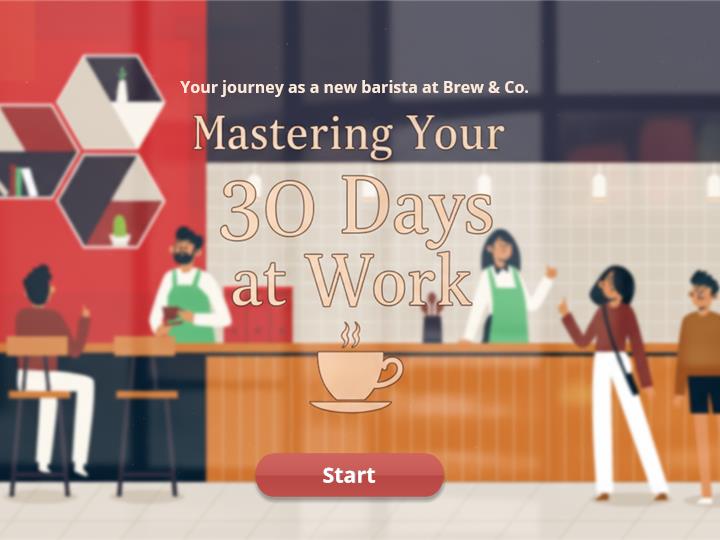 Your journey as a new barista at Brew & Co.
Mastering Your
30 Days
at Work
Start